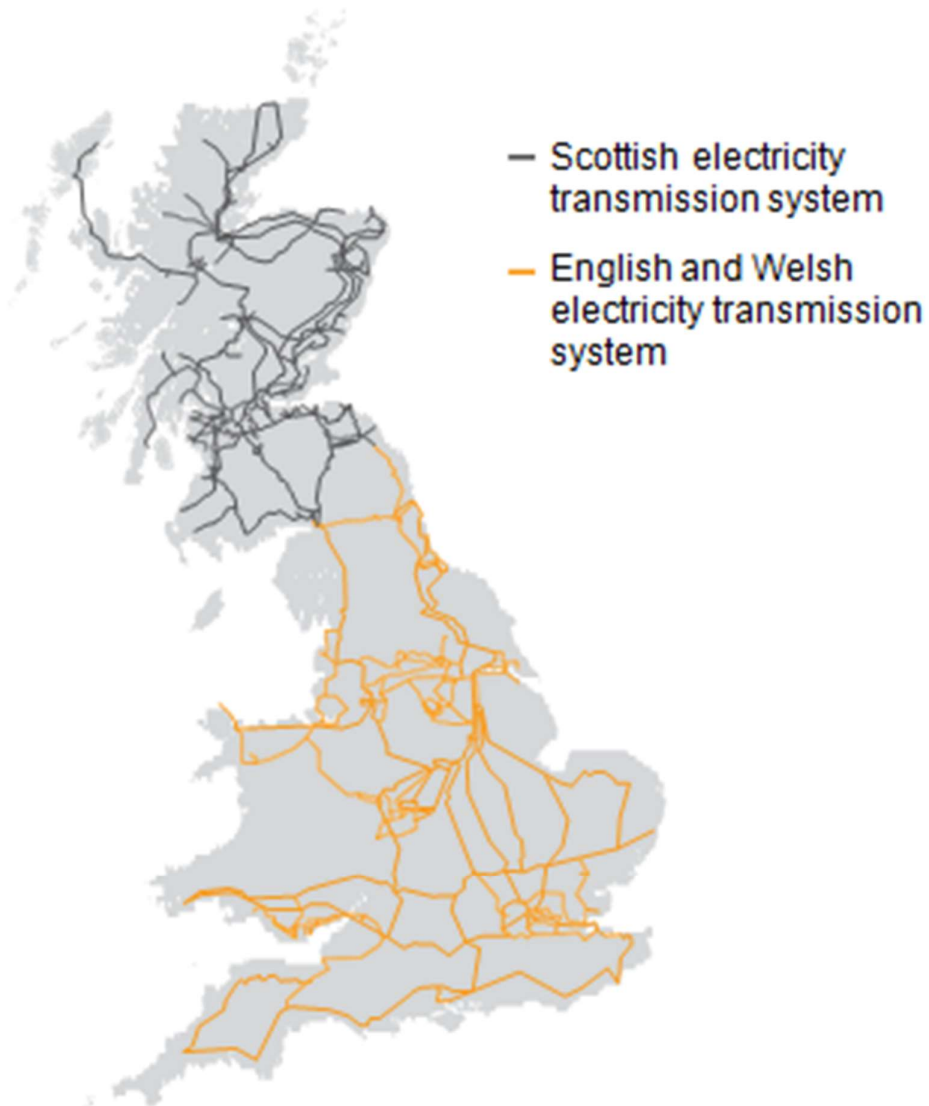 Scottish electricity
transmission system
English and Welsh
electricity transmission
system